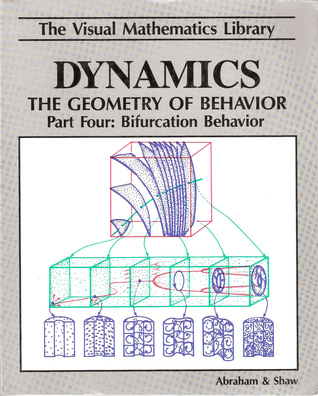 The Visual Mathematics Library
DYNAMICS
THE GEOMETRY OF BEHAVIOR
Part Four: Bifurcation Behavior
Abraham & Shaw